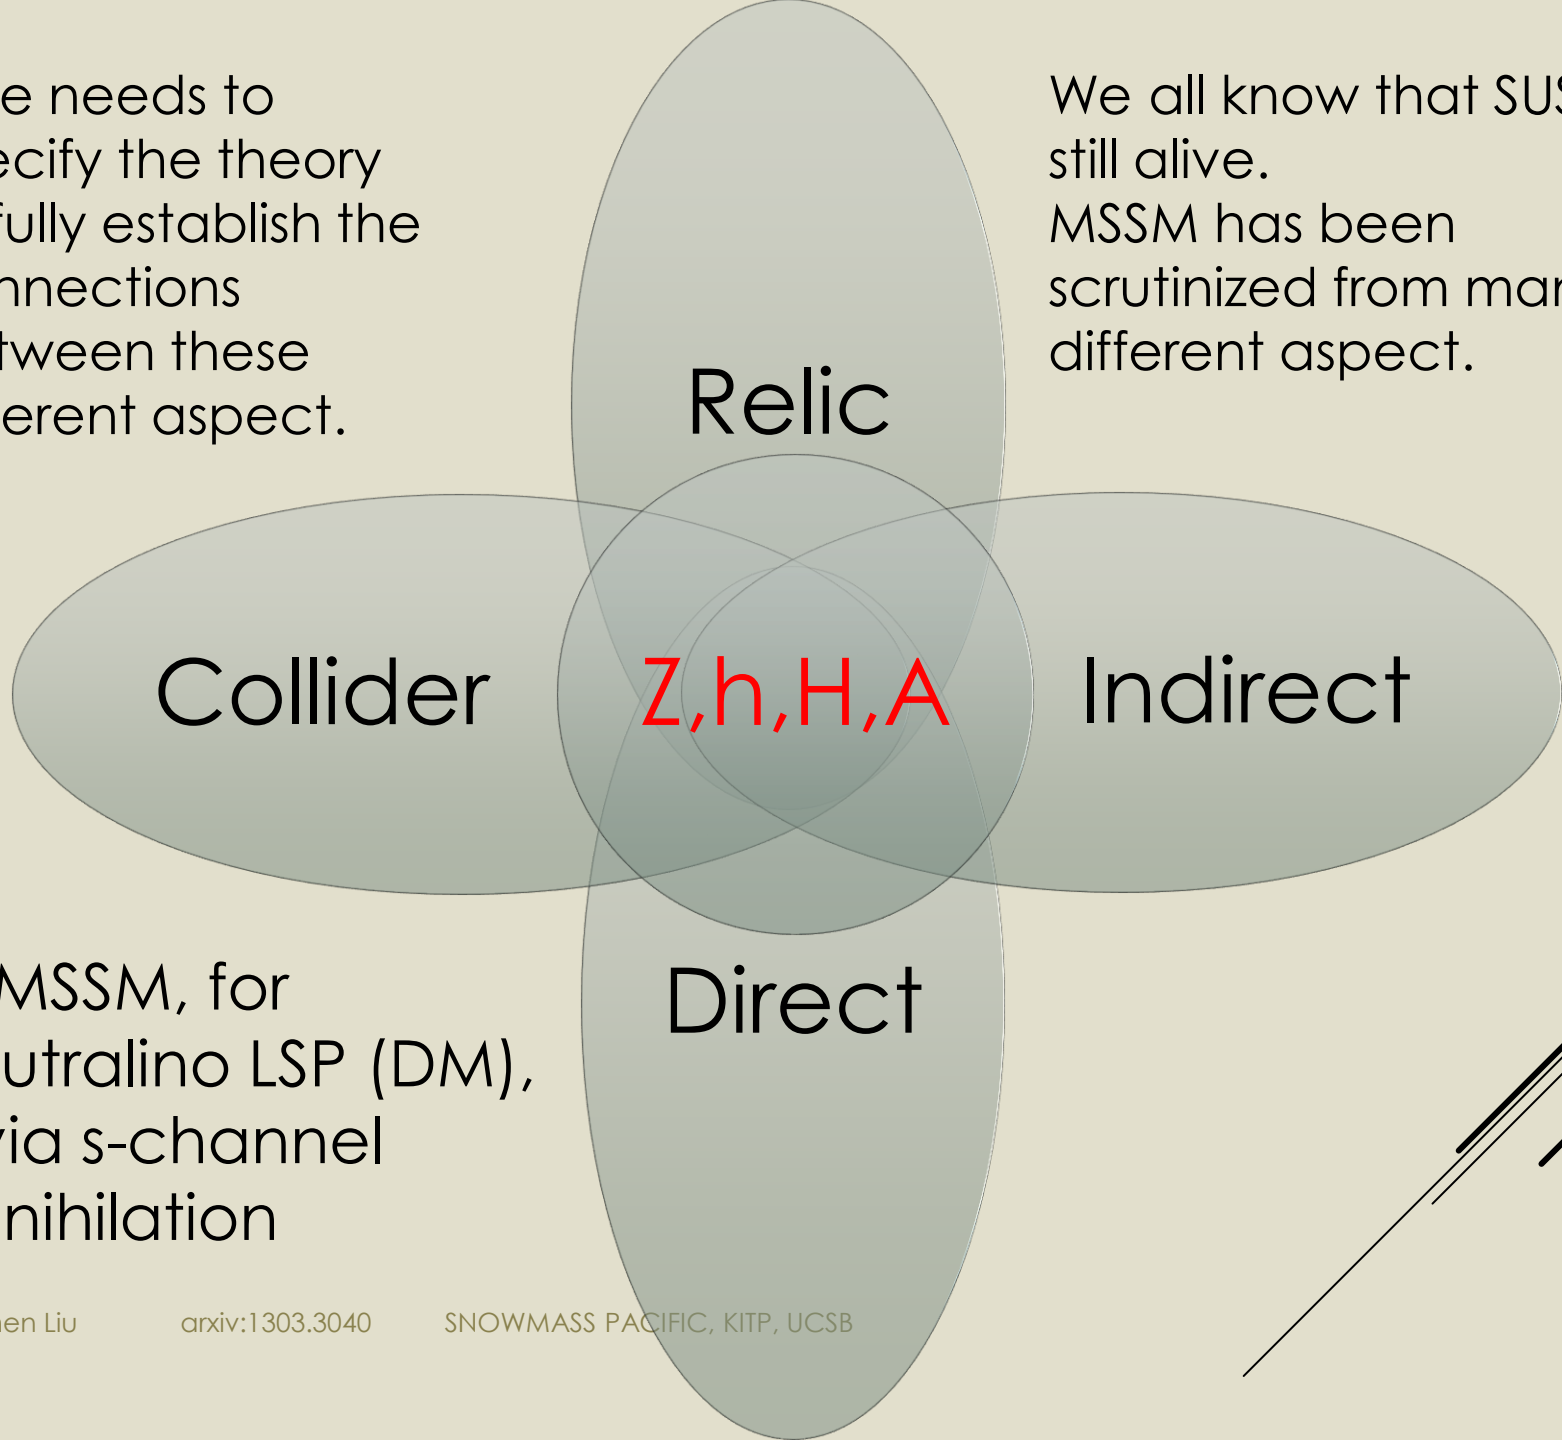 e needs to
ecify the theory
fully establish the
nnections
tween these
erent aspect.
We all know that SUS
still alive.
MSSM has been
scrutinized from mar
different aspect.
Relic
Collider
Z,h,H,A
Indirect
Direct
MSSM, for
utralino LSP (DM),
via s-channel
nihilation
en Liu arxiv:1303.3040 SNOWMASS PACIFIC, KITP, UCSB